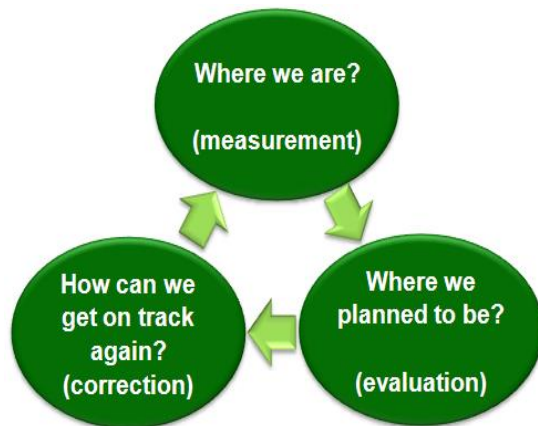 Where we are?
(measurement)
Where we
planned to be?
(evaluation)
How can we
get on track
again?
(correction)